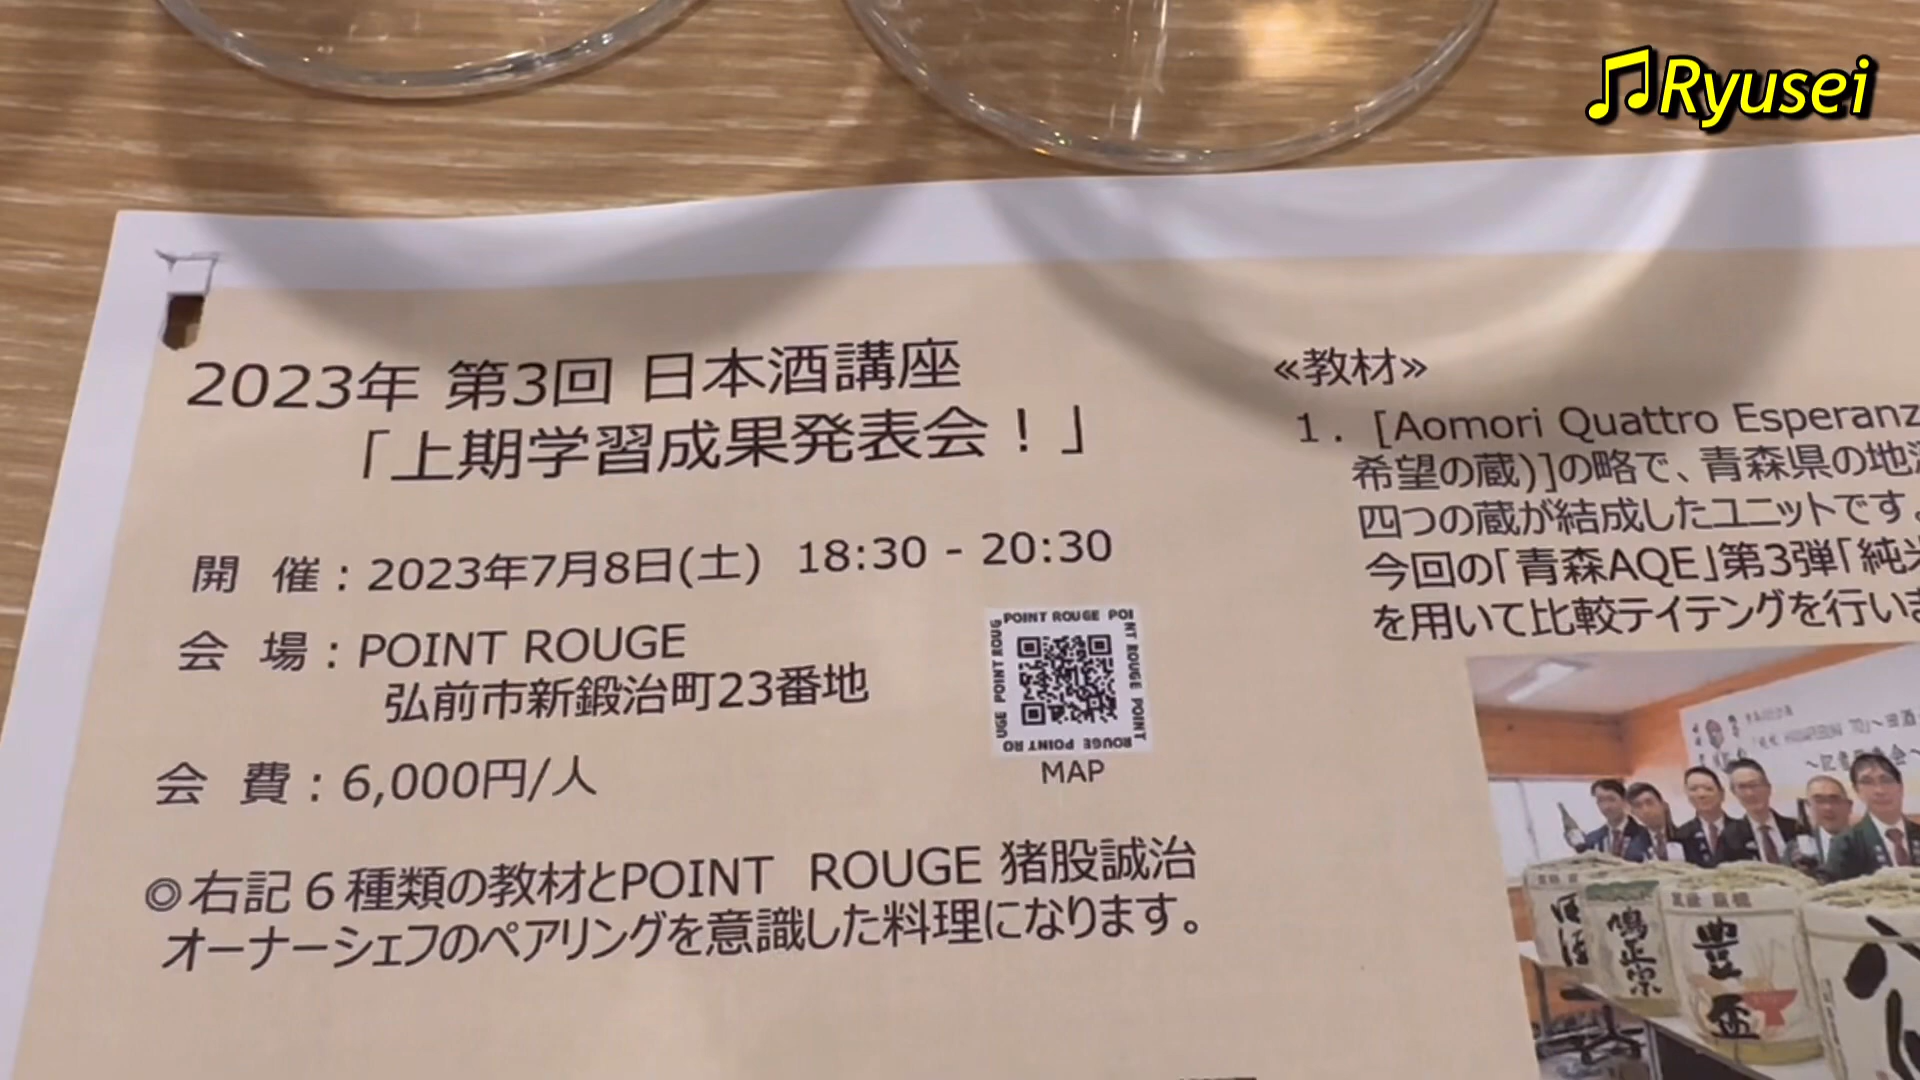 ♫Ryusei
2023年 第3回 日本酒講座
「上期学習成果発表会！」
開 催：2023年7月8日(土) 18:30 - 20:30
会 場：POINT ROUGE
弘前市新鍛治町23番地
会 費：6,000円/人
POINT ROUGE
MAP
◎右記６種類の教材とPOINT ROUGE 猪股誠治
オーナーシェフのペアリングを意識した料理になります。
≪教材≫
１．[Aomori Quattro Esperanz
希望の蔵)]の略で、青森県の地
四つの蔵が結成したユニットです。
今回の「青森AQE」第3弾「純米
を用いて比較テイテングを行いま
豊盃